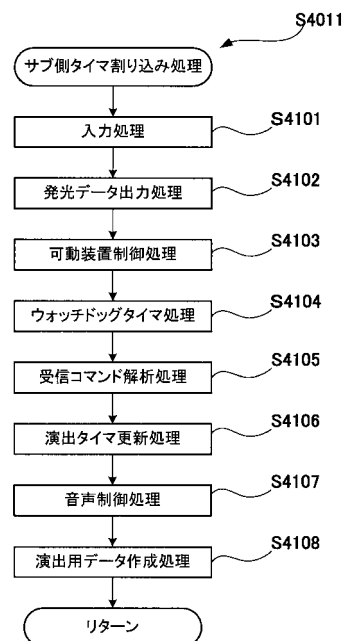 S4011
サブ側タイマ割り込み処理
入力処理
S4101
発光データ出力処理
S4102
可動装置制御処理
S4103
ウォッチドッグタイマ処理
S4104
受信コマンド解析処理
S4105
演出タイマ更新処理
S4106
音声制御処理
S4107
演出用データ作成処理
S4108
リターン